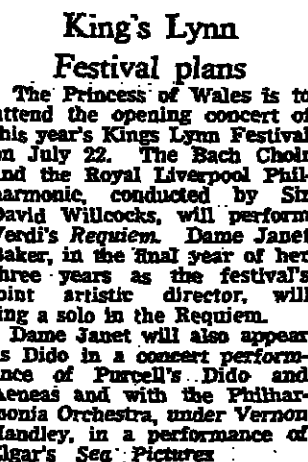 King's Lynn
Festival plans
The Princess of Wales is to
attend the opening concert of
this year's Kings Lynn Festival
on July 22. The Bach Choir
and the Royal Liverpool Phil-
harmonic, conducted by Sir
David Willcocks, will perform
Verdi's Requiem. Dame Janet
Baker, in the final year of her
three years as the festival's
joint artistic director, will
sing a solo in the Requiem.
Dame Janet will also appear
as Dido in a concert perform-
ance of Purcell's Dido and
Aeneas and with the Philhar-
monia Orchestra, under Vernon
Handley, in a performance of
Elgar's Sea Pictures